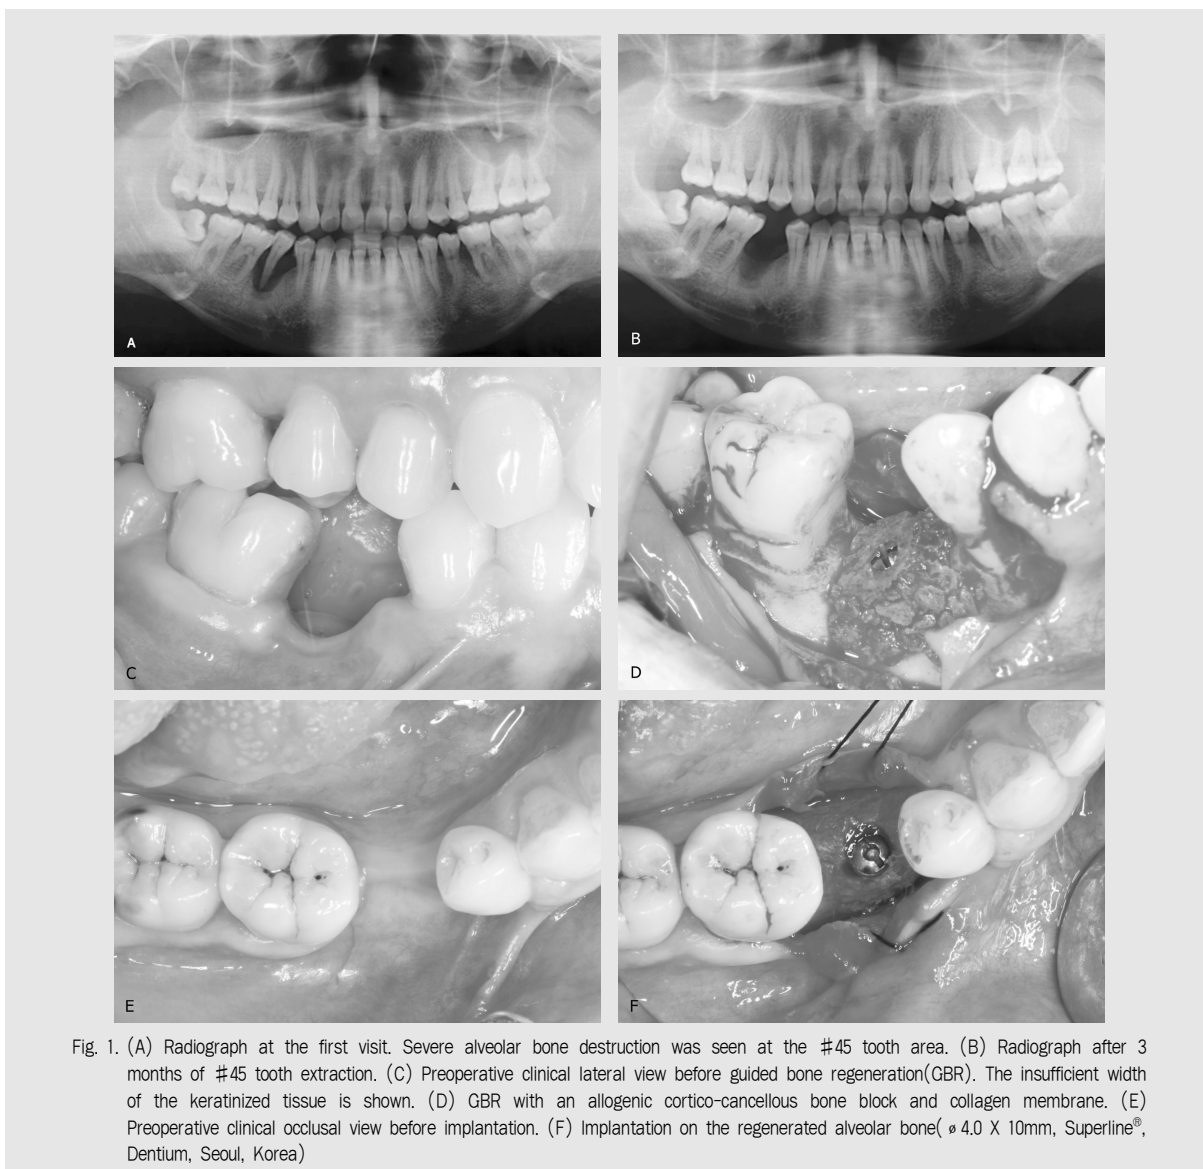 A
B
C
D
E
F
Fig. 1. (A) Radiograph at the first visit. Severe alveolar bone destruction was seen at the ♯45 tooth area. (B) Radiograph after 3
months of ♯45 tooth extraction. (C) Preoperative clinical lateral view before guided bone regeneration(GBR). The insufficient width
of the keratinized tissue is shown. (D) GBR with an allogenic cortico-cancellous bone block and collagen membrane. (E)
Preoperative clinical occlusal view before implantation. (F) Implantation on the regenerated alveolar bone( ø 4.0 X 10mm, Superline®,
Dentium, Seoul, Korea)